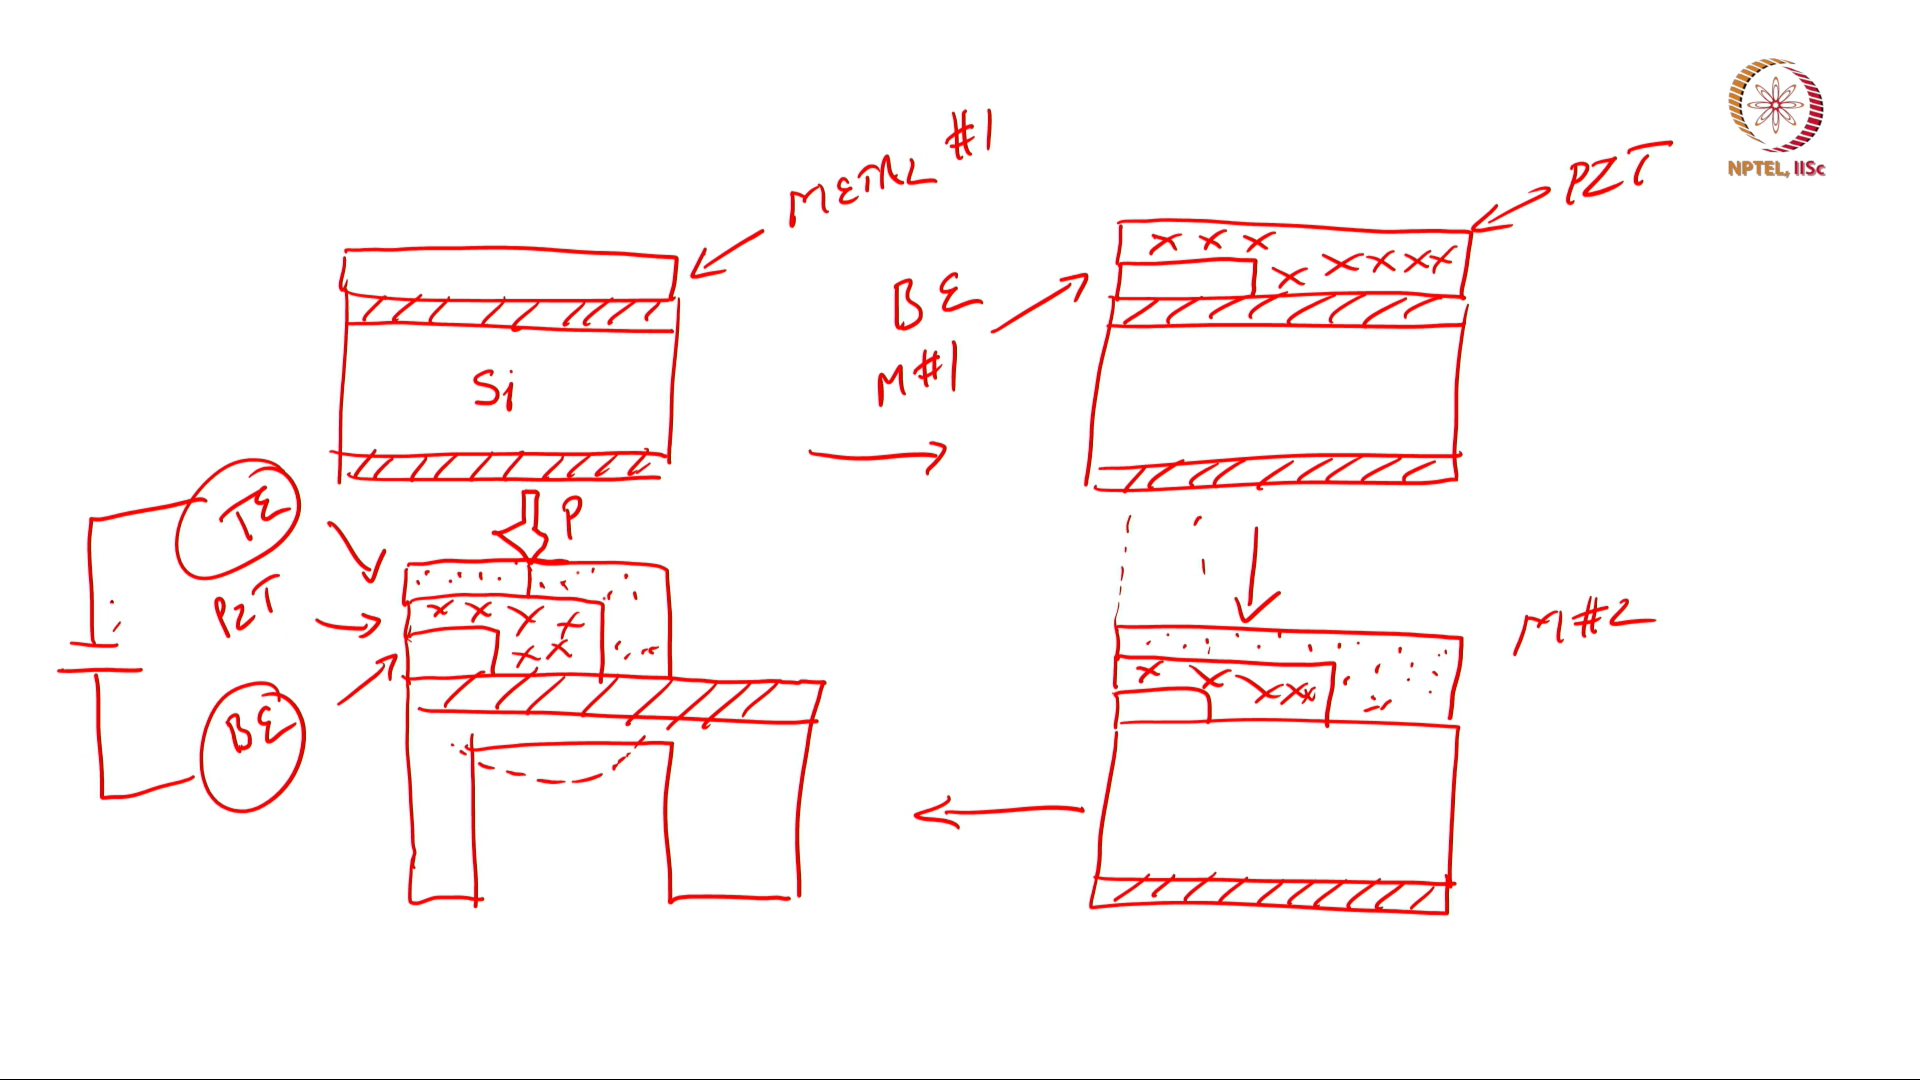 METAL #1
NPTEL, IISc
PZT
BE
M#1
Si
TE
P
PZT
M#2
BE